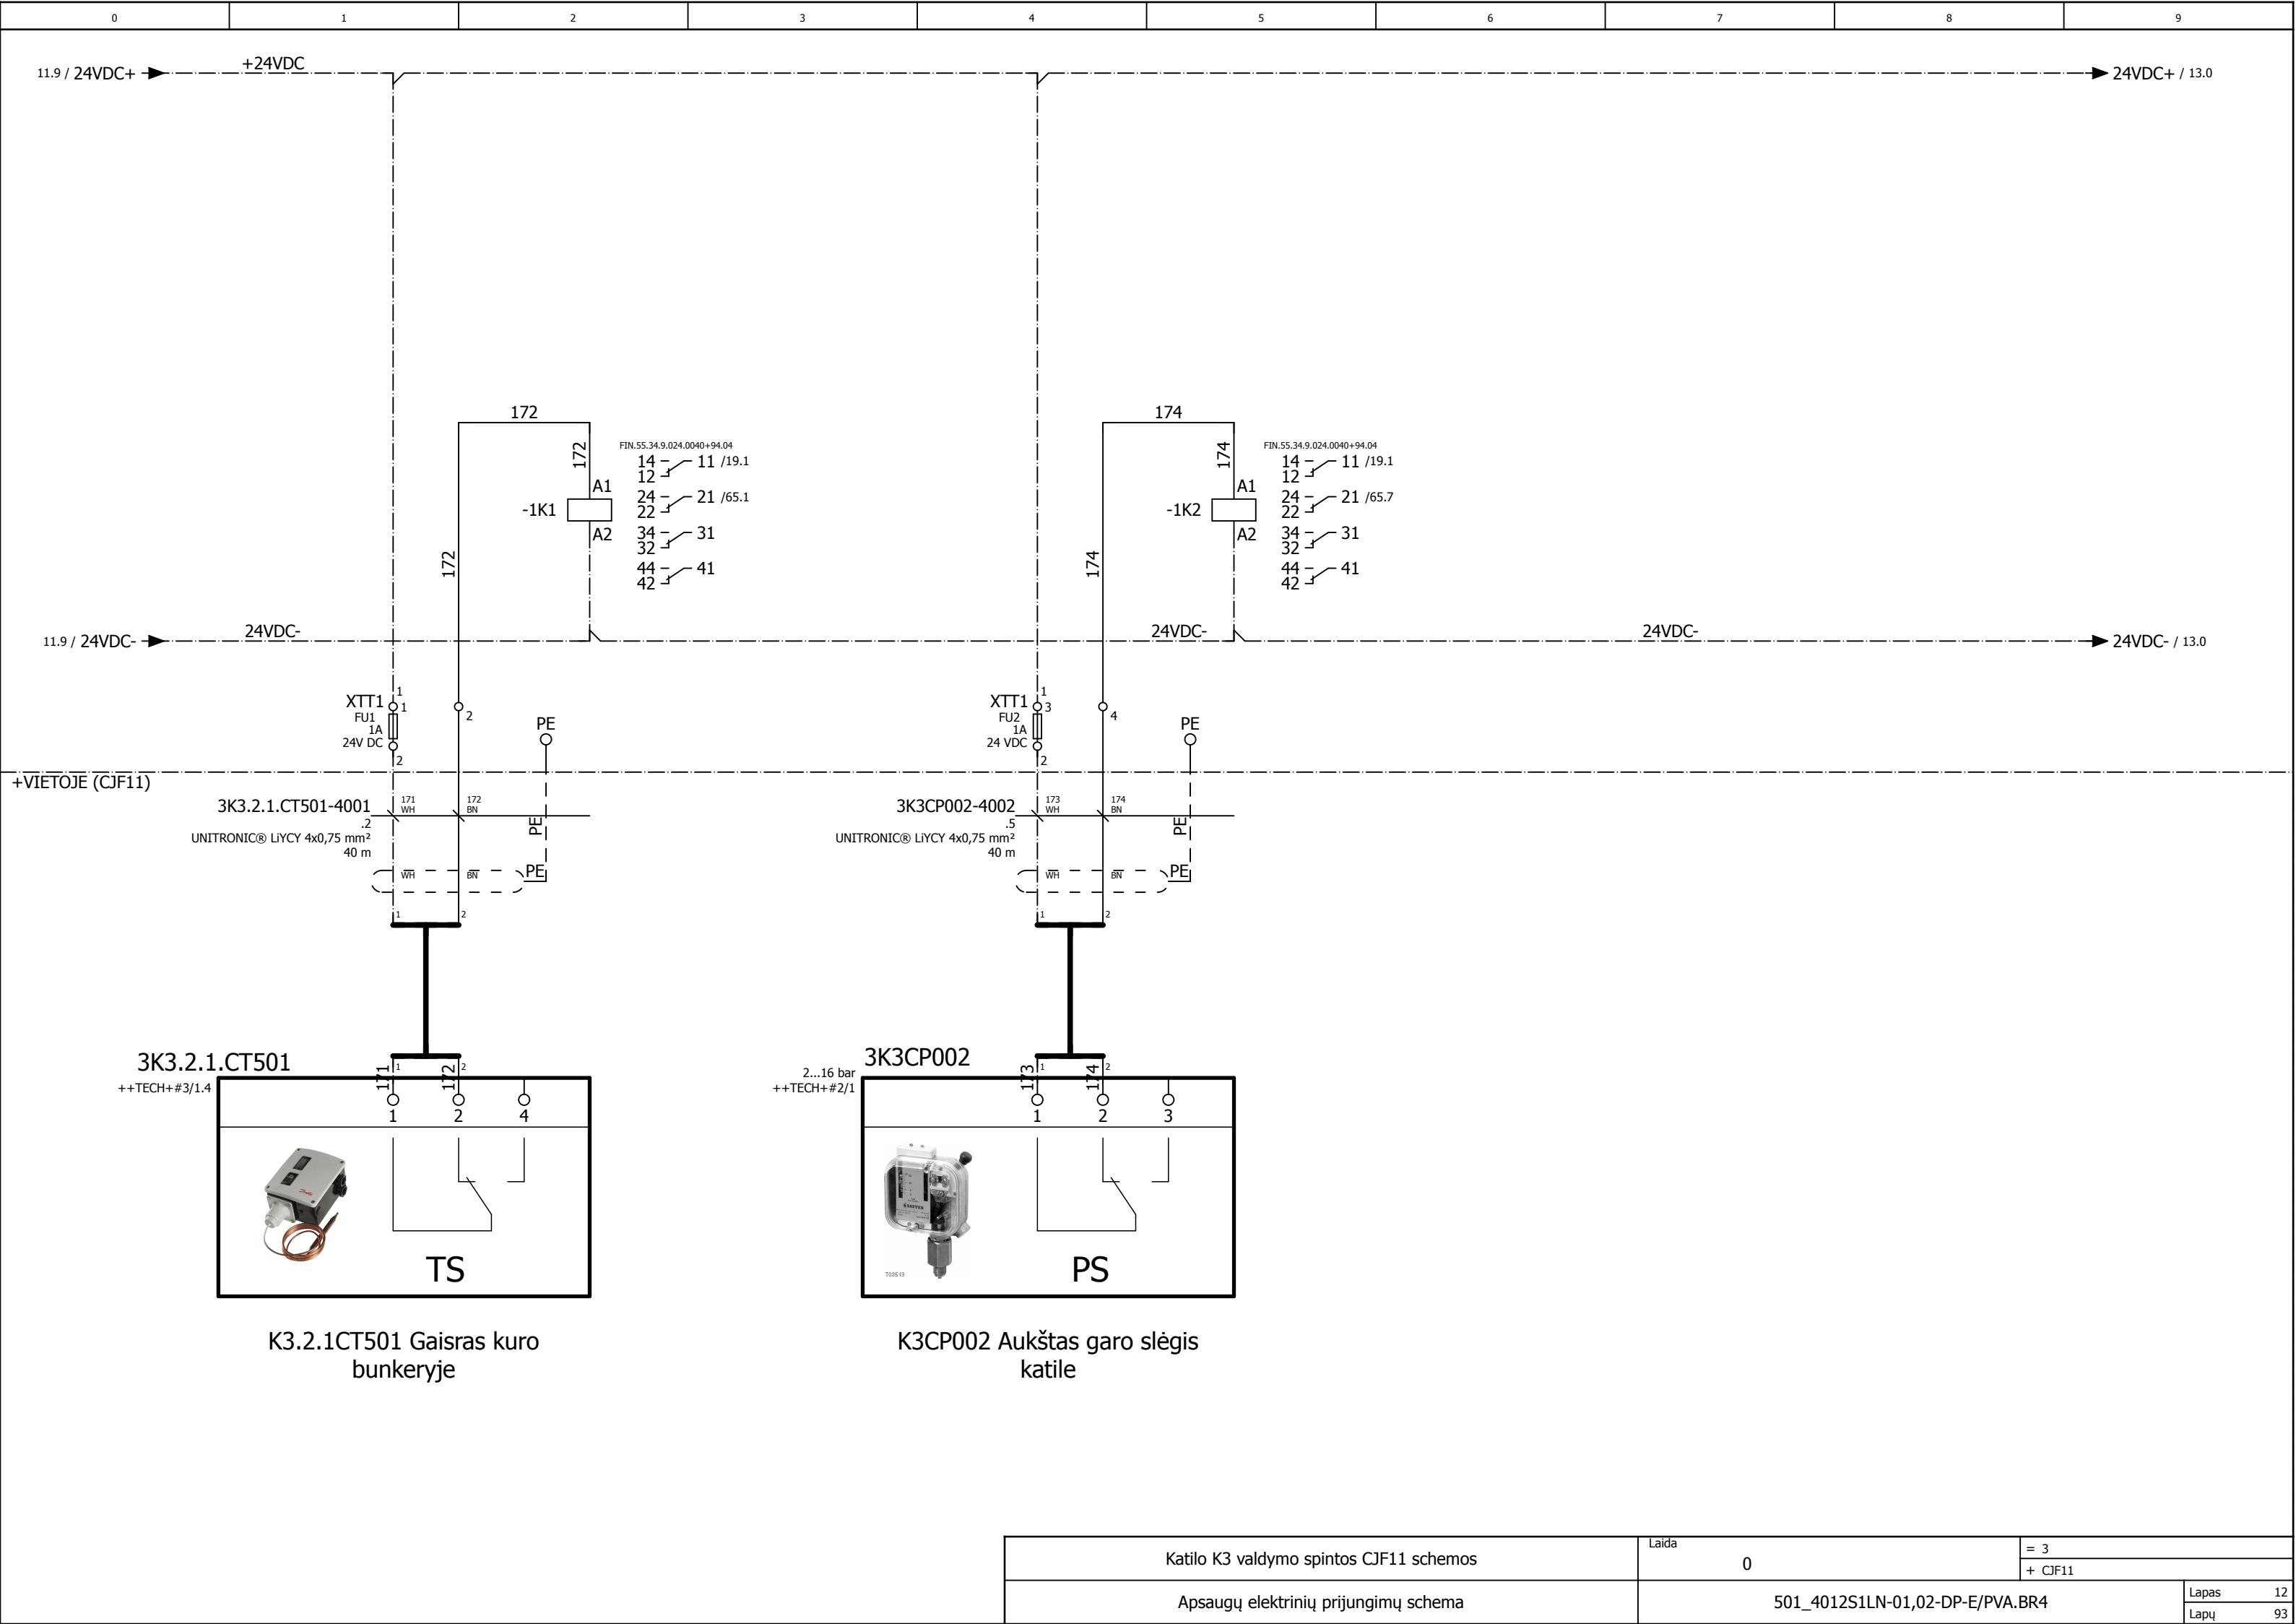 0 1 2 3 4 5 6 7 8 9
11.9 / 24VDC+
+24VDC
24VDC+ / 13.0
172
172
FIN.55.34.9.024.0040+94.04
14 11 /19.1
12
A1
24 21 /65.1
22
-1K1
A2
34 31
32
44 41
42
172
174
174
FIN.55.34.9.024.0040+94.04
14 11 /19.1
12
A1
24 21 /65.7
22
-1K2
A2
34 31
32
44 41
42
174
11.9 / 24VDC-
24VDC-
24VDC-
24VDC-
24VDC- / 13.0
1
XTT1 1
FU1
1A
24V DC
2
2
PE
1
XTT1 3
FU2
1A
24 VDC
2
4
PE
+VIETOJE (CJF11)
3K3.2.1.CT501-4001
.2
UNITRONIC® LiYCY 4x0,75 mm²
40 m
171
WH
172
BN
PE
WH BN PE
1 2
3K3CP002-4002
.5
UNITRONIC® LiYCY 4x0,75 mm²
40 m
173
WH
174
BN
PE
WH BN PE
1 2
3K3.2.1.CT501
++TECH+#3/1.4
171 1 172 2
1 2 4
Danfoss
TS
3K3CP002
2...16 bar
++TECH+#2/1
173 1 174 2
1 2 3
T03513
PS
K3.2.1CT501 Gaisras kuro
bunkeryje
K3CP002 Aukštas garo slėgis
katile
Katilo K3 valdymo spintos CJF11 schemos
Laida
0
= 3
+ CJF11
Apsaugų elektrinių prijungimų schema
501_4012S1LN-01,02-DP-E/PVA.BR4
Lapas 12
Lapų 93